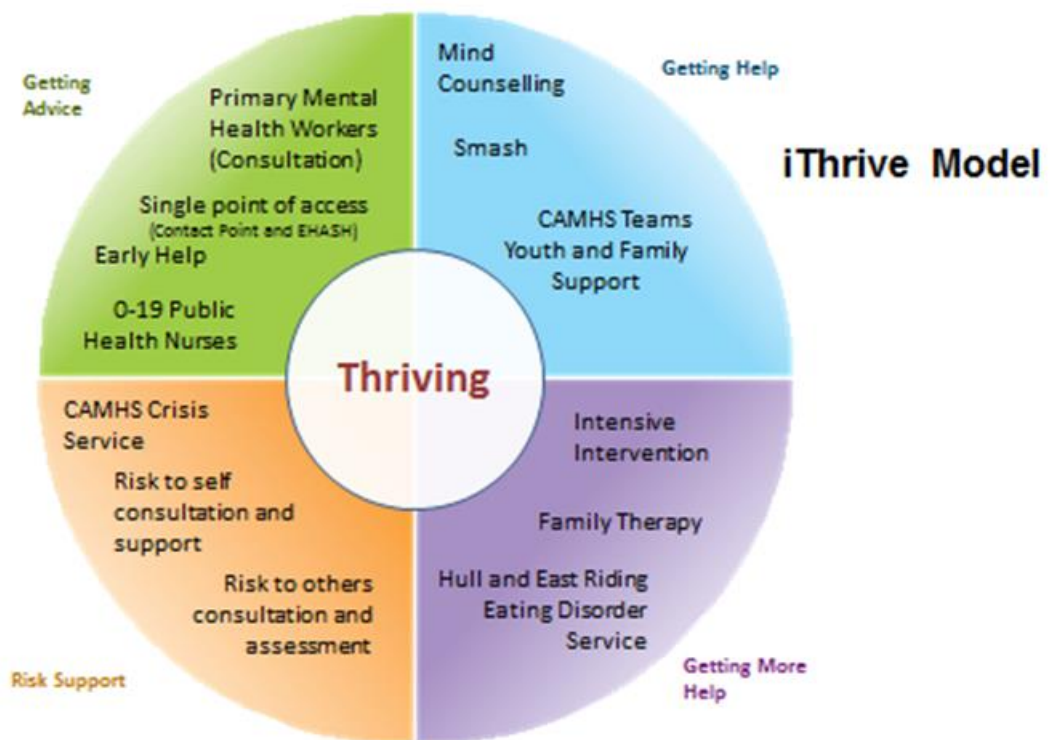 Getting
Advice
Primary Mental
Health Workers
(Consultation)
Single point of access
(Contact Point and EHASH)
Early Help
0-19 Public
Health Nurses
Mind
Counselling
Smash
CAMHS Teams
Youth and Family
Support
Getting Help
iThrive Model
Thriving
CAMHS Crisis
Service
Risk to self
consultation and
support
Risk to others
consultation and
assessment
Risk Support
Intensive
Intervention
Family Therapy
Hull and East Riding
Eating Disorder
Service
Getting More
Help